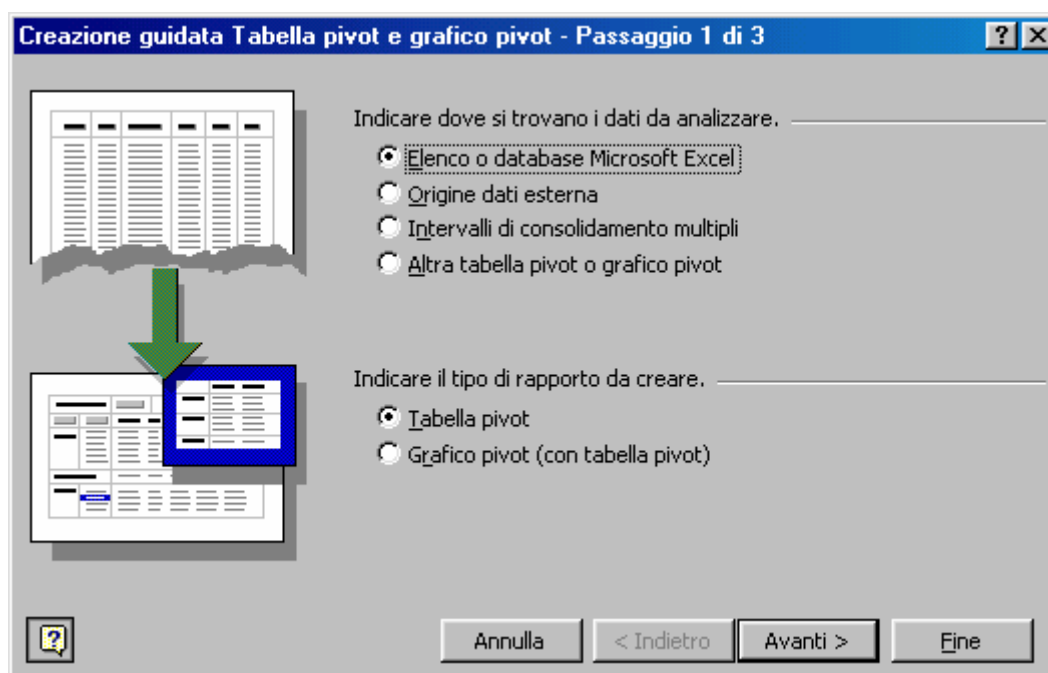 Creazione guidata Tabella pivot e grafico pivot - Passaggio 1 di 3
Indicare dove si trovano i dati da analizzare.
Elenco o database Microsoft Excel
Origine dati esterna
Intervalli di consolidamento multipli
Altra tabella pivot o grafico pivot
Indicare il tipo di rapporto da creare.
Tabella pivot
Grafico pivot (con tabella pivot)
Annulla
< Indietro
Avanti >
Fine